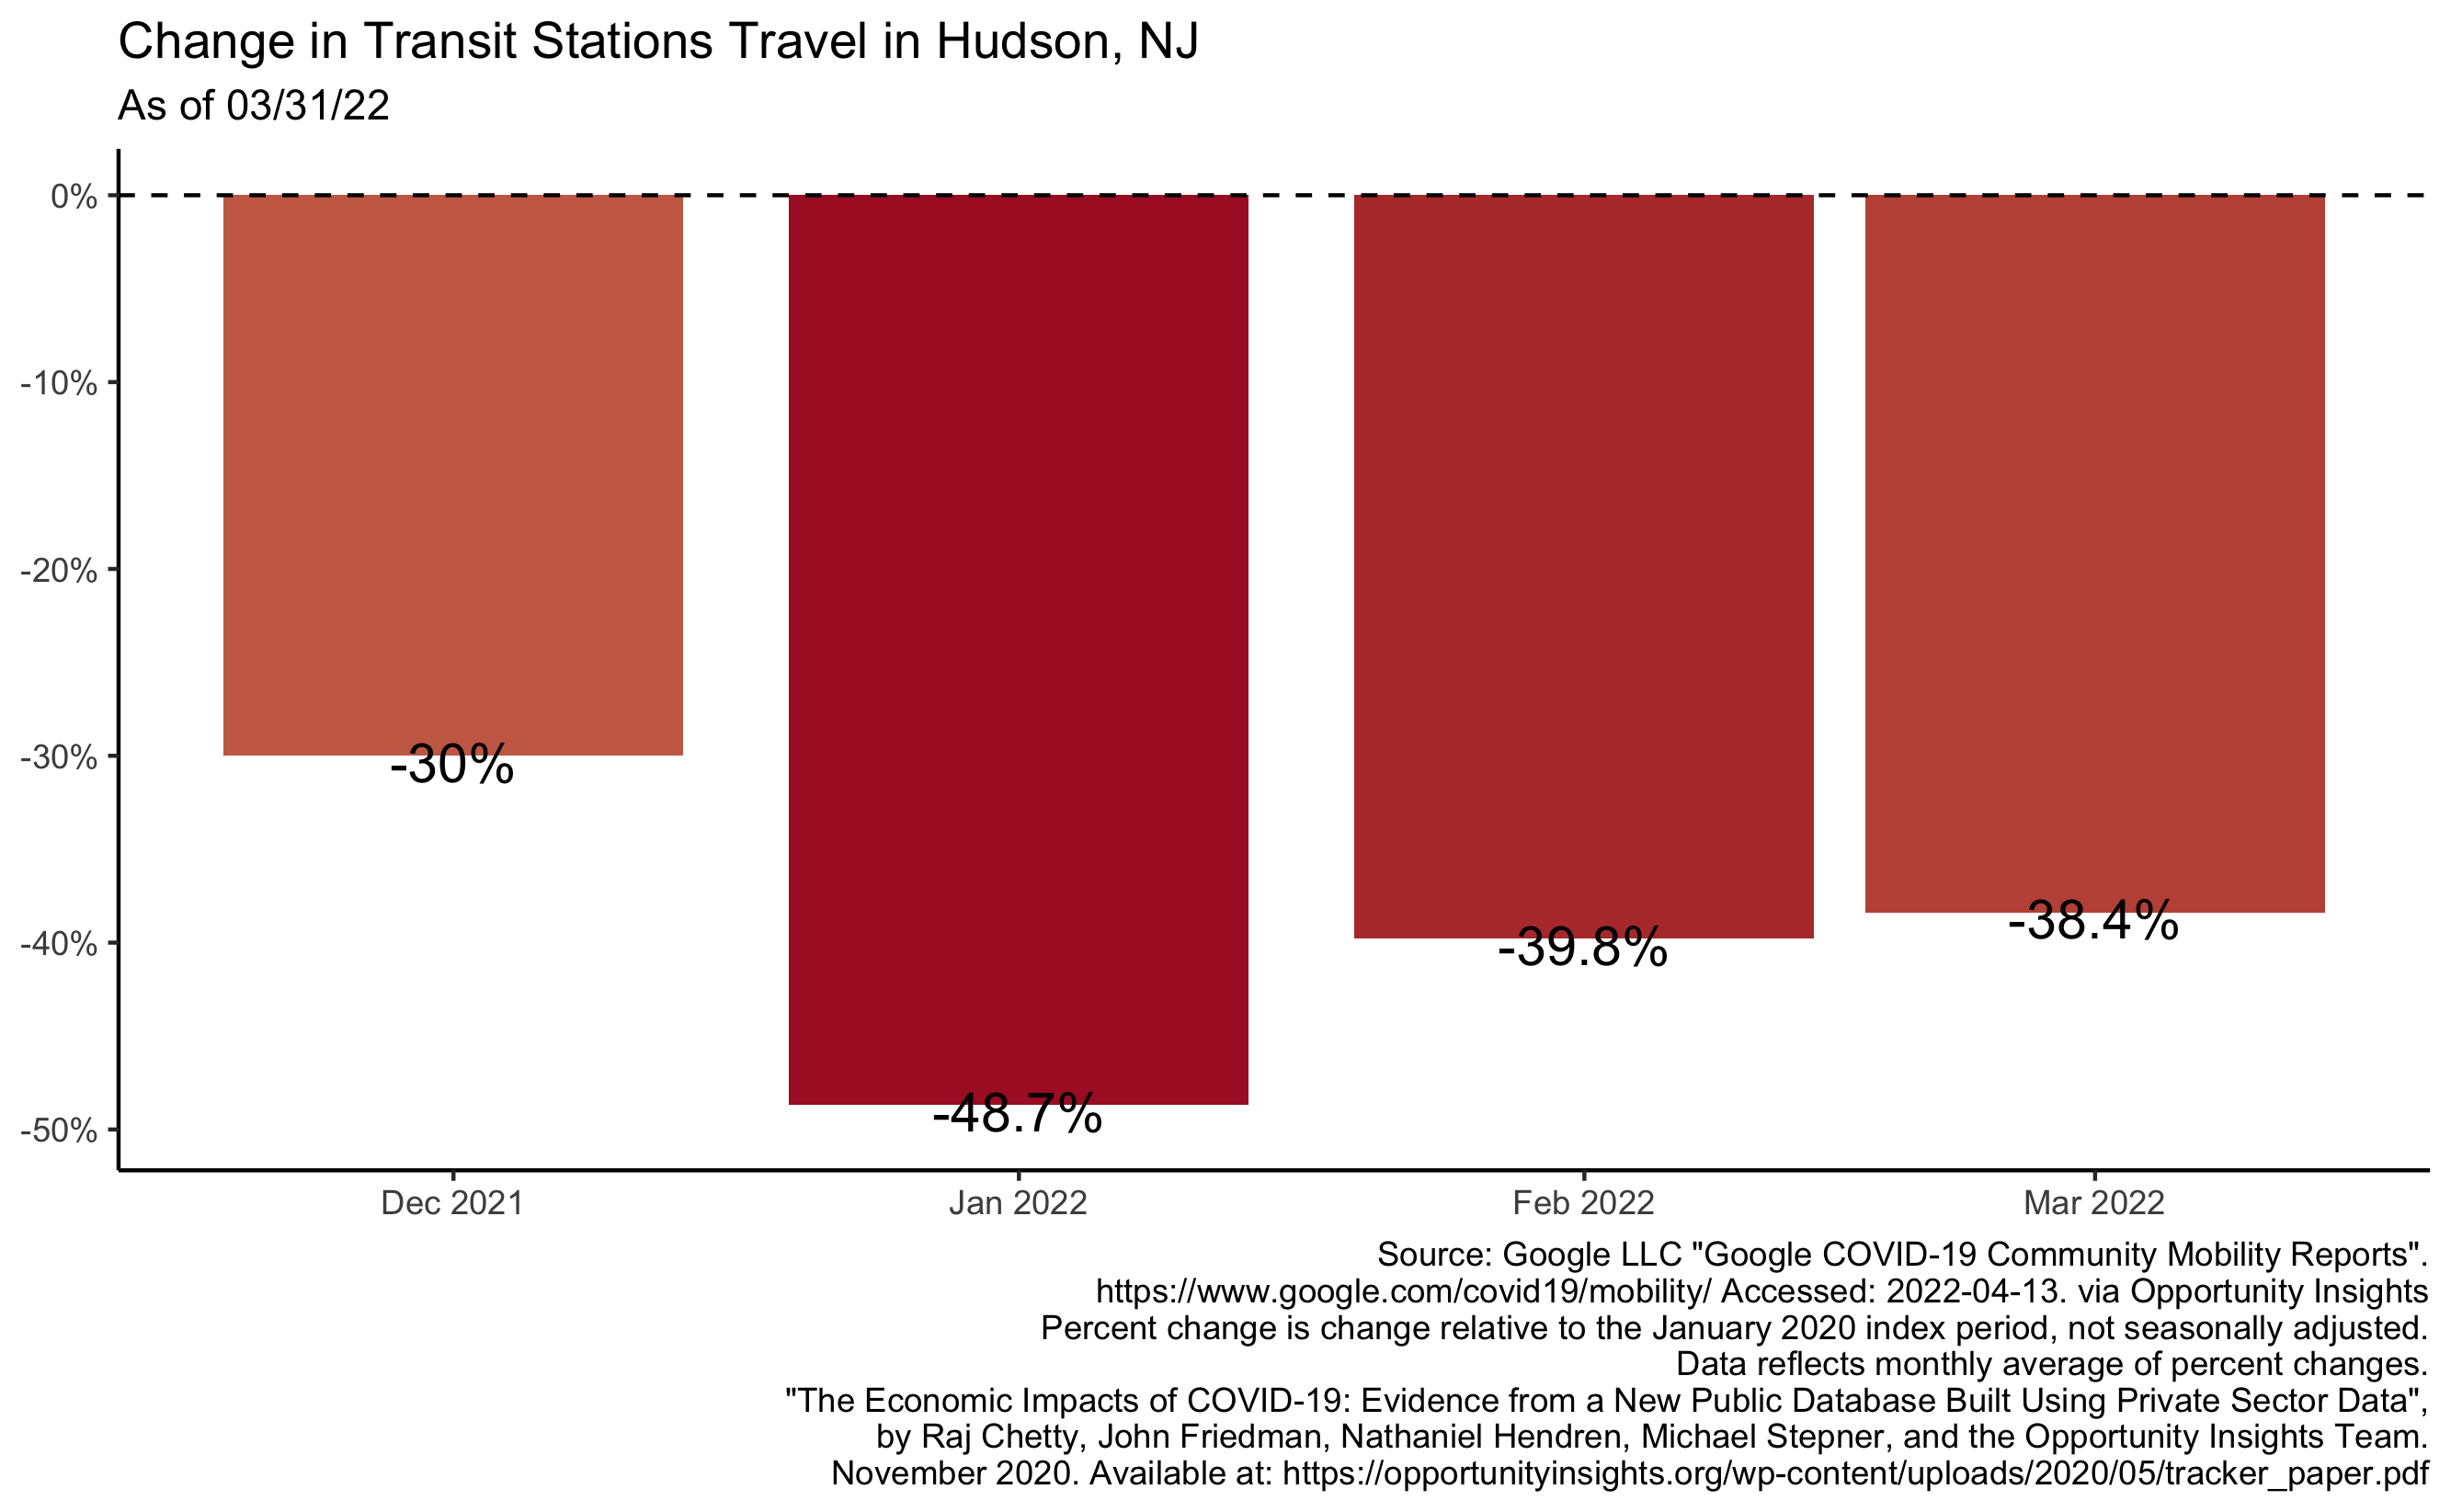 Change in Transit Stations Travel in Hudson, NJ
As of 03/31/22
0%
-10%
-20%
-30%
-40%
-50%
-30%
-48.7%
-39.8%
-38.4%
Dec 2021
Jan 2022
Feb 2022
Mar 2022
Source: Google LLC "Google COVID-19 Community Mobility Reports".
https://www.google.com/covid19/mobility/ Accessed: 2022-04-13. via Opportunity Insights
Percent change is change relative to the January 2020 index period, not seasonally adjusted.
Data reflects monthly average of percent changes.
"The Economic Impacts of COVID-19: Evidence from a New Public Database Built Using Private Sector Data",
by Raj Chetty, John Friedman, Nathaniel Hendren, Michael Stepner, and the Opportunity Insights Team.
November 2020. Available at: https://opportunityinsights.org/wp-content/uploads/2020/05/tracker_paper.pdf